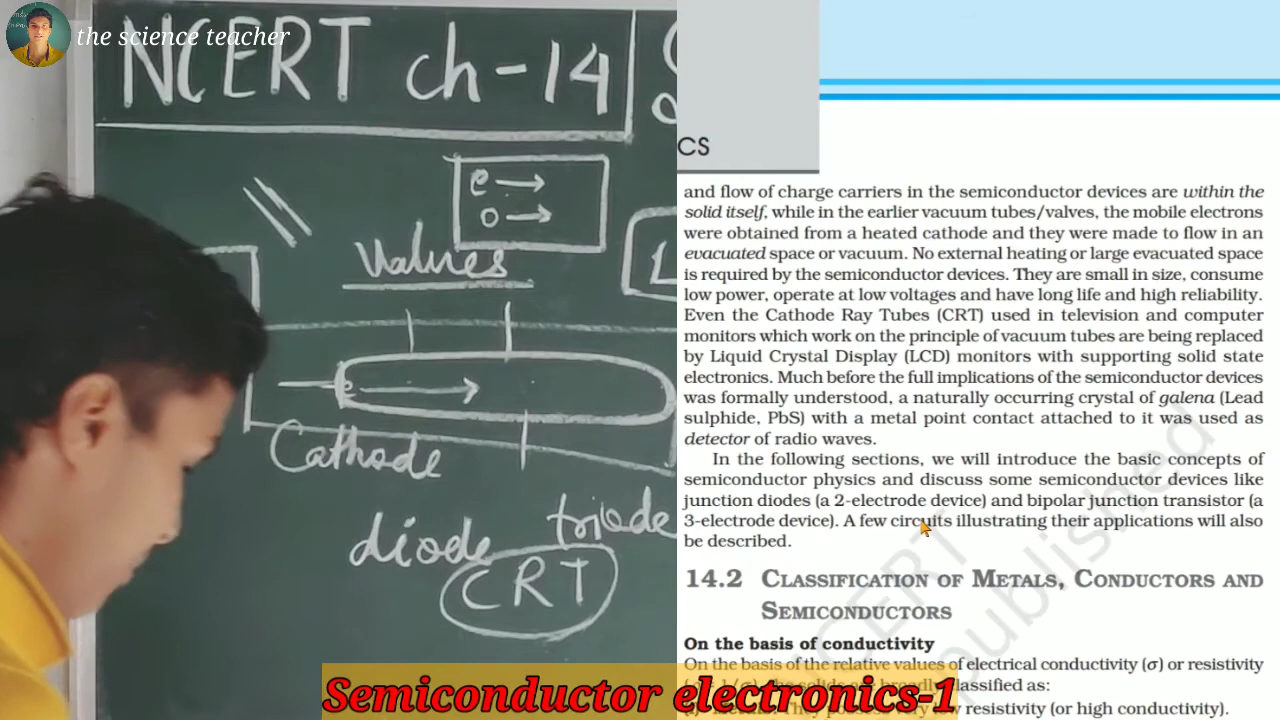 the science teacher
NCERT ch-14
e →
o →
Valves
Cathode
diode
triode
CRT
CS
and flow of charge carriers in the semiconductor devices are within the
solid itself, while in the earlier vacuum tubes/valves, the mobile electrons
were obtained from a heated cathode and they were made to flow in an
evacuated space or vacuum. No external heating or large evacuated space
is required by the semiconductor devices. They are small in size, consume
low power, operate at low voltages and have long life and high reliability.
Even the Cathode Ray Tubes (CRT) used in television and computer
monitors which work on the principle of vacuum tubes are being replaced
by Liquid Crystal Display (LCD) monitors with supporting solid state
electronics. Much before the full implications of the semiconductor devices
was formally understood, a naturally occurring crystal of galena (Lead
sulphide, PbS) with a metal point contact attached to it was used as
detector of radio waves.
In the following sections, we will introduce the basic concepts of
semiconductor physics and discuss some semiconductor devices like
junction diodes (a 2-electrode device) and bipolar junction transistor (a
3-electrode device). A few circuits illustrating their applications will also
be described.
14.2 CLASSIFICATION OF METALS, CONDUCTORS AND
SEMICONDUCTORS
On the basis of conductivity
On the basis of the relative values of electrical conductivity (σ) or resistivity
the solids are broadly classified as:
Metals: They possess very low resistivity (or high conductivity).
Semiconductor electronics-1